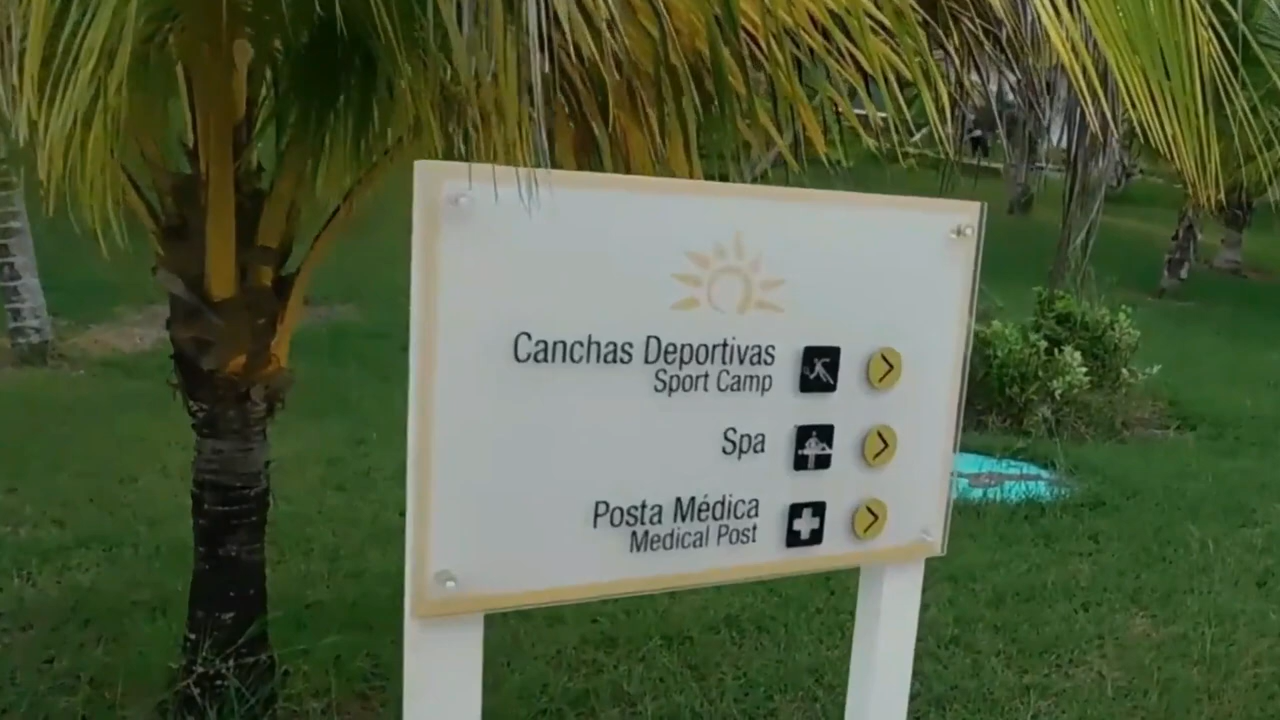 Canchas Deportivas
Sport Camp
Spa
Posta Médica
Medical Post